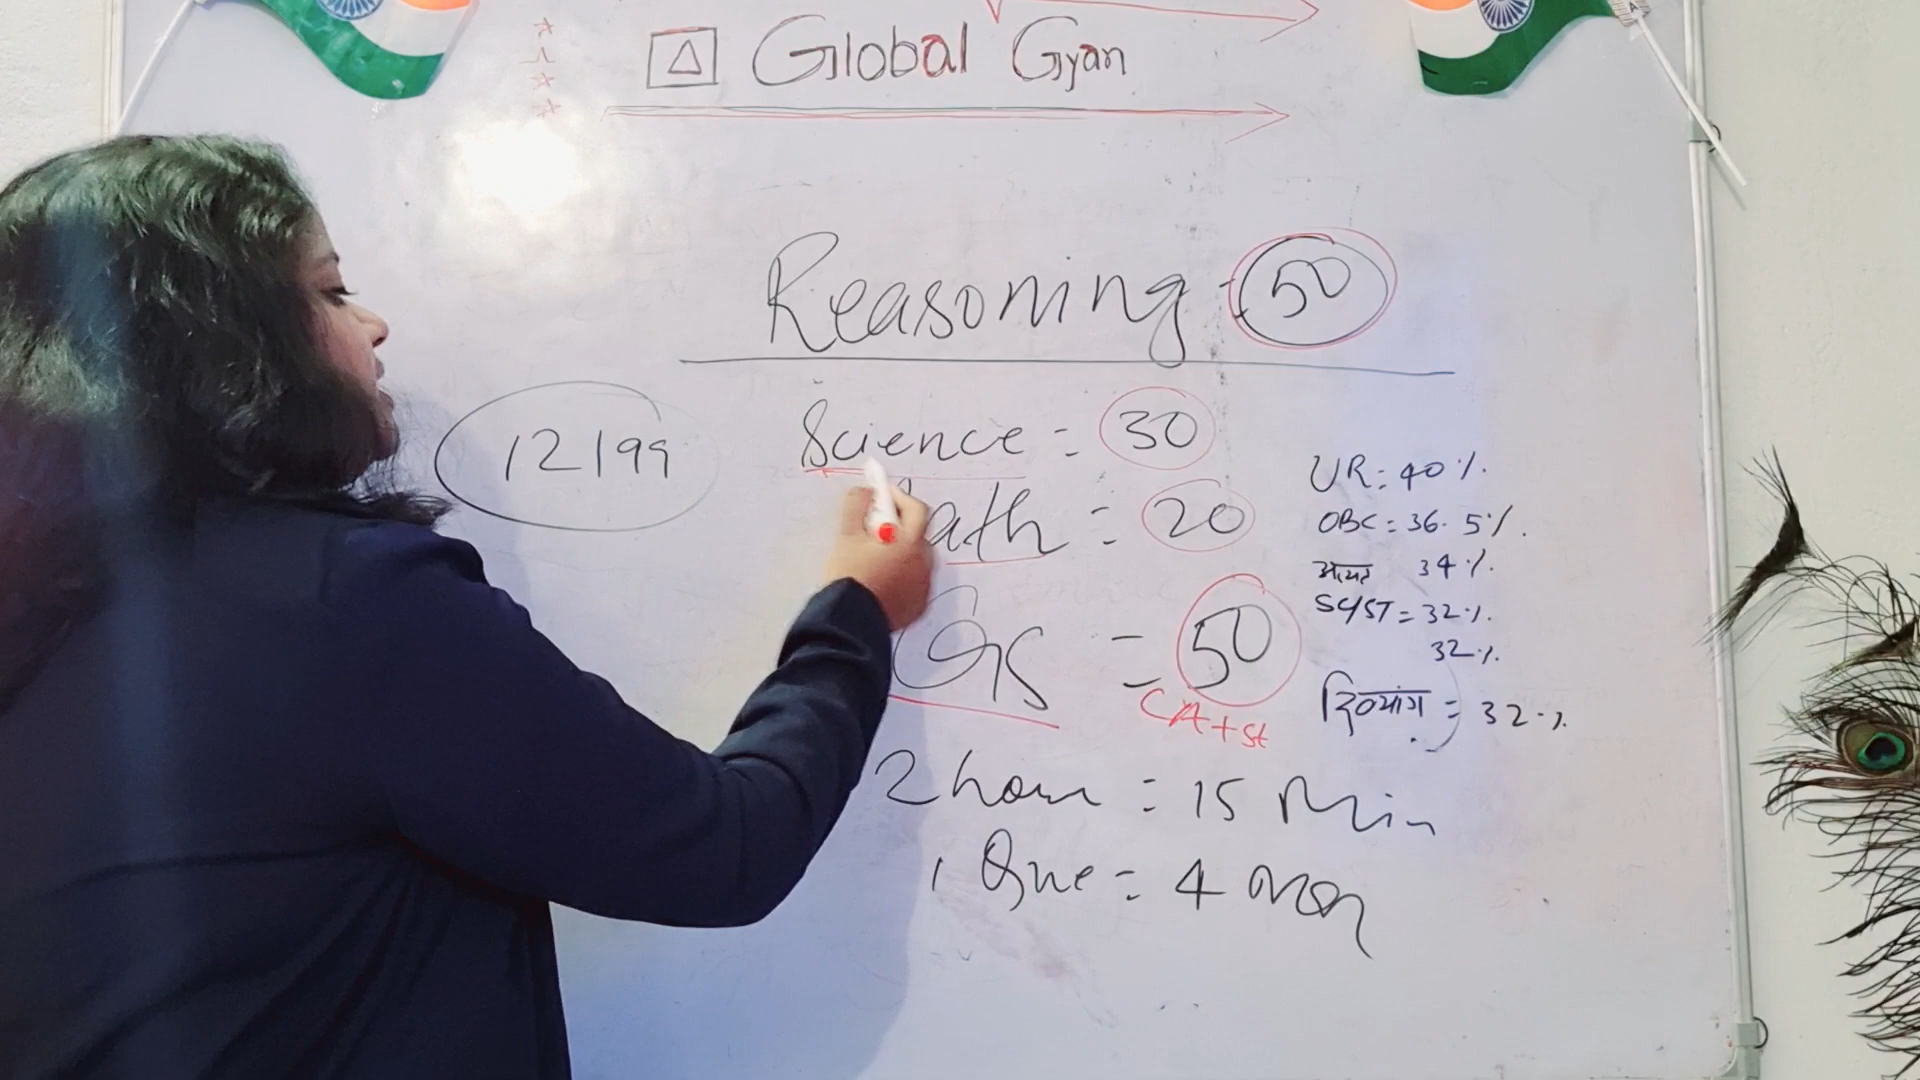 Global Gyan
Reasoning = 50
12199
Science = 30
ath = 20
GS = 50
CA+St
UR = 40%.
OBC = 36.5%.
34%.
SC/ST = 32%.
32%.
दिव्यांग = 32%.
2 hour = 15 Min
1 Que = 4